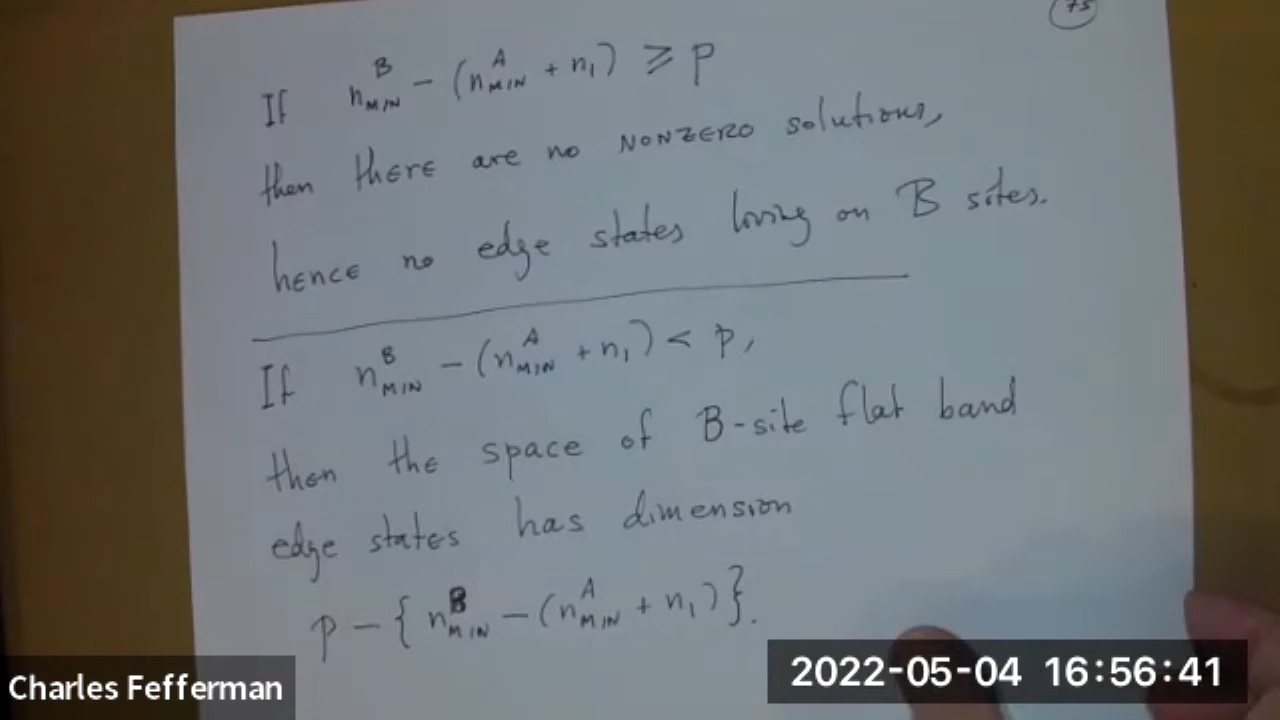 75
If n^B_MIN - (n^A_MIN + n_1) ≥ p
then there are no NONZERO solutions,
hence no edge states living on B sites.
If n^B_MIN - (n^A_MIN + n_1) < p,
then the space of B-site flat band
edge states has dimension
p - { n^B_MIN - (n^A_MIN + n_1) }.
2022-05-04 16:56:41
Charles Fefferman